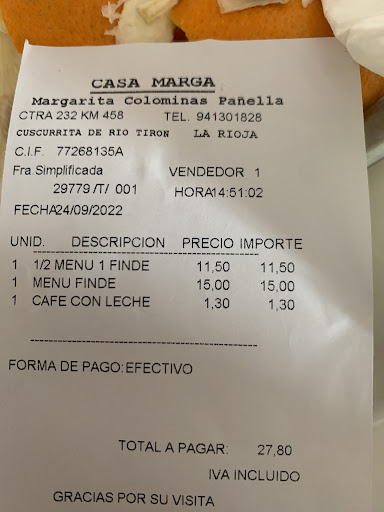 CASA MARGA
Margarita Colominas Pañella
CTRA 232 KM 458 TEL. 941301828
CUSCURRITA DE RIO TIRON LA RIOJA
C.I.F. 77268135A
Fra Simplificada VENDEDOR 1
29779 /T/ 001 HORA14:51:02
FECHA24/09/2022
UNID. DESCRIPCION PRECIO IMPORTE
1 1/2 MENU 1 FINDE 11,50 11,50
1 MENU FINDE 15,00 15,00
1 CAFE CON LECHE 1,30 1,30
FORMA DE PAGO:EFECTIVO
TOTAL A PAGAR: 27,80
IVA INCLUIDO
GRACIAS POR SU VISITA